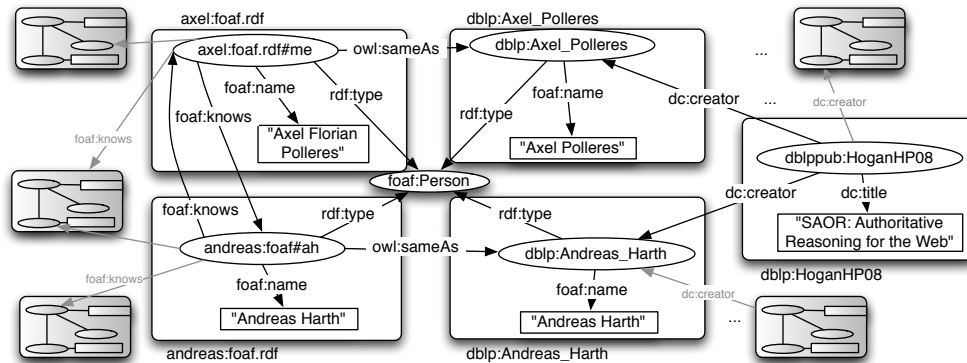 axel:foaf.rdf
dblp:Axel_Polleres
axel:foaf.rdf#me
owl:sameAs
dblp:Axel_Polleres
...
foaf:name
rdf:type
foaf:knows
"Axel Florian
Polleres"
rdf:type
foaf:name
"Axel Polleres"
dc:creator
...
dc:creator
foaf:knows
foaf:Person
dblppub:HoganHP08
dc:creator
dc:title
"SAOR: Authoritative
Reasoning for the Web"
dblp:HoganHP08
foaf:knows
rdf:type
rdf:type
andreas:foaf#ah
owl:sameAs
dblp:Andreas_Harth
foaf:knows
foaf:name
"Andreas Harth"
foaf:name
"Andreas Harth"
dc:creator
...
andreas:foaf.rdf
dblp:Andreas_Harth